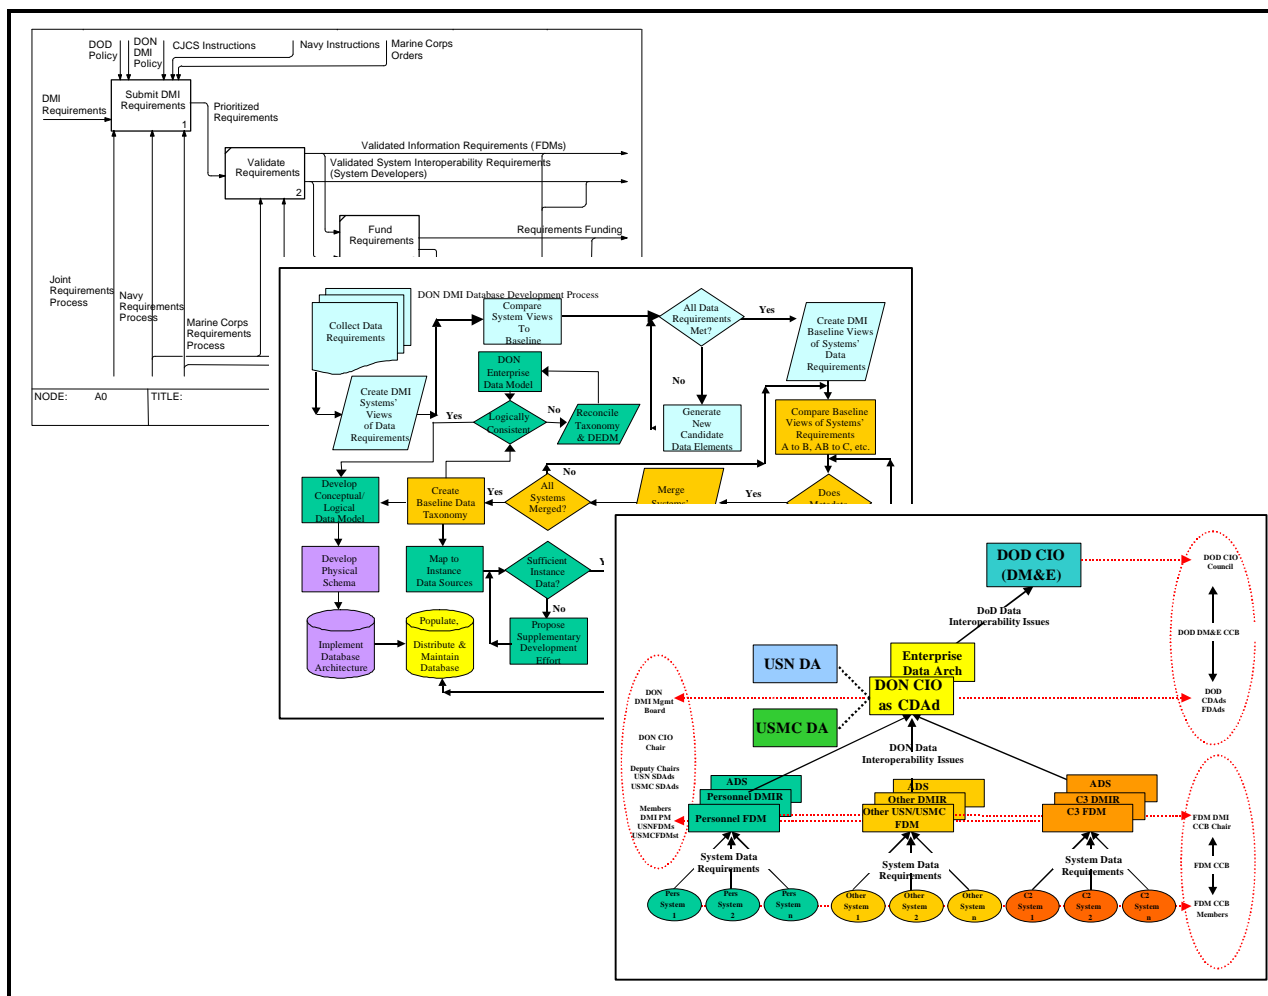 DOD
Policy
DON
DMI
Policy
CJCS Instructions
Navy Instructions
Marine Corps
Orders
DMI
Requirements
Submit DMI
Requirements
1
Prioritized
Requirements
Validate
Requirements
2
Validated Information Requirements (FDMs)
Validated System Interoperability Requirements
(System Developers)
Fund
Requirements
Requirements Funding
Joint
Requirements
Process
Navy
Requirements
Process
Marine Corps
Requirements
Process
NODE: A0
TITLE:
DON DMI Database Development Process
Collect Data
Requirements
Compare
System Views
To
Baseline
All Data
Requirements
Met?
Yes
Create DMI
Baseline Views
of Systems'
Data
Requirements
Create DMI
Systems'
Views
of Data
Requirements
DON
Enterprise
Data Model
Yes
Logically
Consistent
No
Reconcile
Taxonomy
& DEDM
No
Generate
New
Candidate
Data Elements
Compare Baseline
Views of Systems'
Requirements
A to B, AB to C, etc.
Develop
Conceptual/
Logical
Data Model
Create
Baseline Data
Taxonomy
Yes
All
Systems
Merged?
No
Merge
Systems'
Yes
Does
Metadata
Develop
Physical
Schema
Map to
Instance
Data Sources
Sufficient
Instance
Data?
No
Propose
Supplementary
Development
Effort
Implement
Database
Architecture
Populate,
Distribute &
Maintain
Database
DOD CIO
(DM&E)
DOD CIO
Council
DoD Data
Interoperability Issues
DOD DM&E CCB
DOD
CDAds
FDAds
USN DA
Enterprise
Data Arch
DON CIO
as CDAd
USMC DA
DON
DMI Mgmt
Board
DON CIO
Chair
Deputy Chairs
USN SDAds
USMC SDAds
Members
DMI PM
USNFDMs
USMCFDMst
DON Data
Interoperability Issues
ADS
Personnel DMIR
Personnel FDM
ADS
Other DMIR
Other USN/USMC
FDM
ADS
C3 DMIR
C3 FDM
FDM DMI
CCB Chair
FDM CCB
FDM CCB
Members
System Data
Requirements
System Data
Requirements
System Data
Requirements
Pers
System
1
Pers
System
2
Pers
System
n
Other
System
1
Other
System
2
Other
System
n
C2
System
1
C2
System
2
C2
System
n